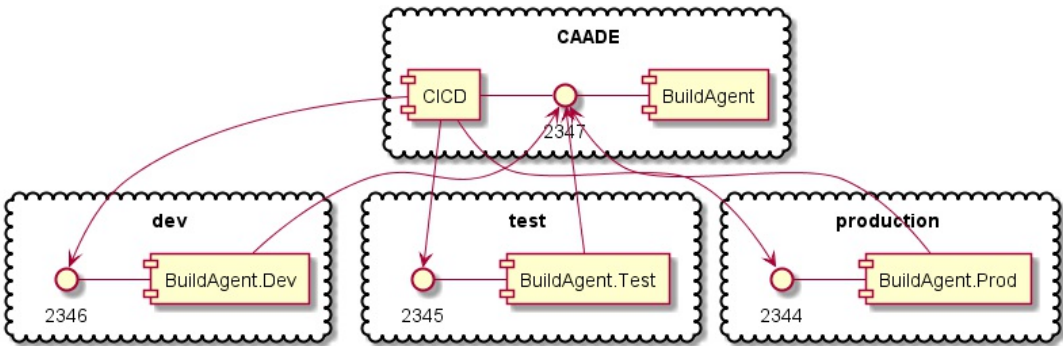 CAADE
CICD
BuildAgent
2347
dev
test
production
BuildAgent.Dev
BuildAgent.Test
BuildAgent.Prod
2346
2345
2344